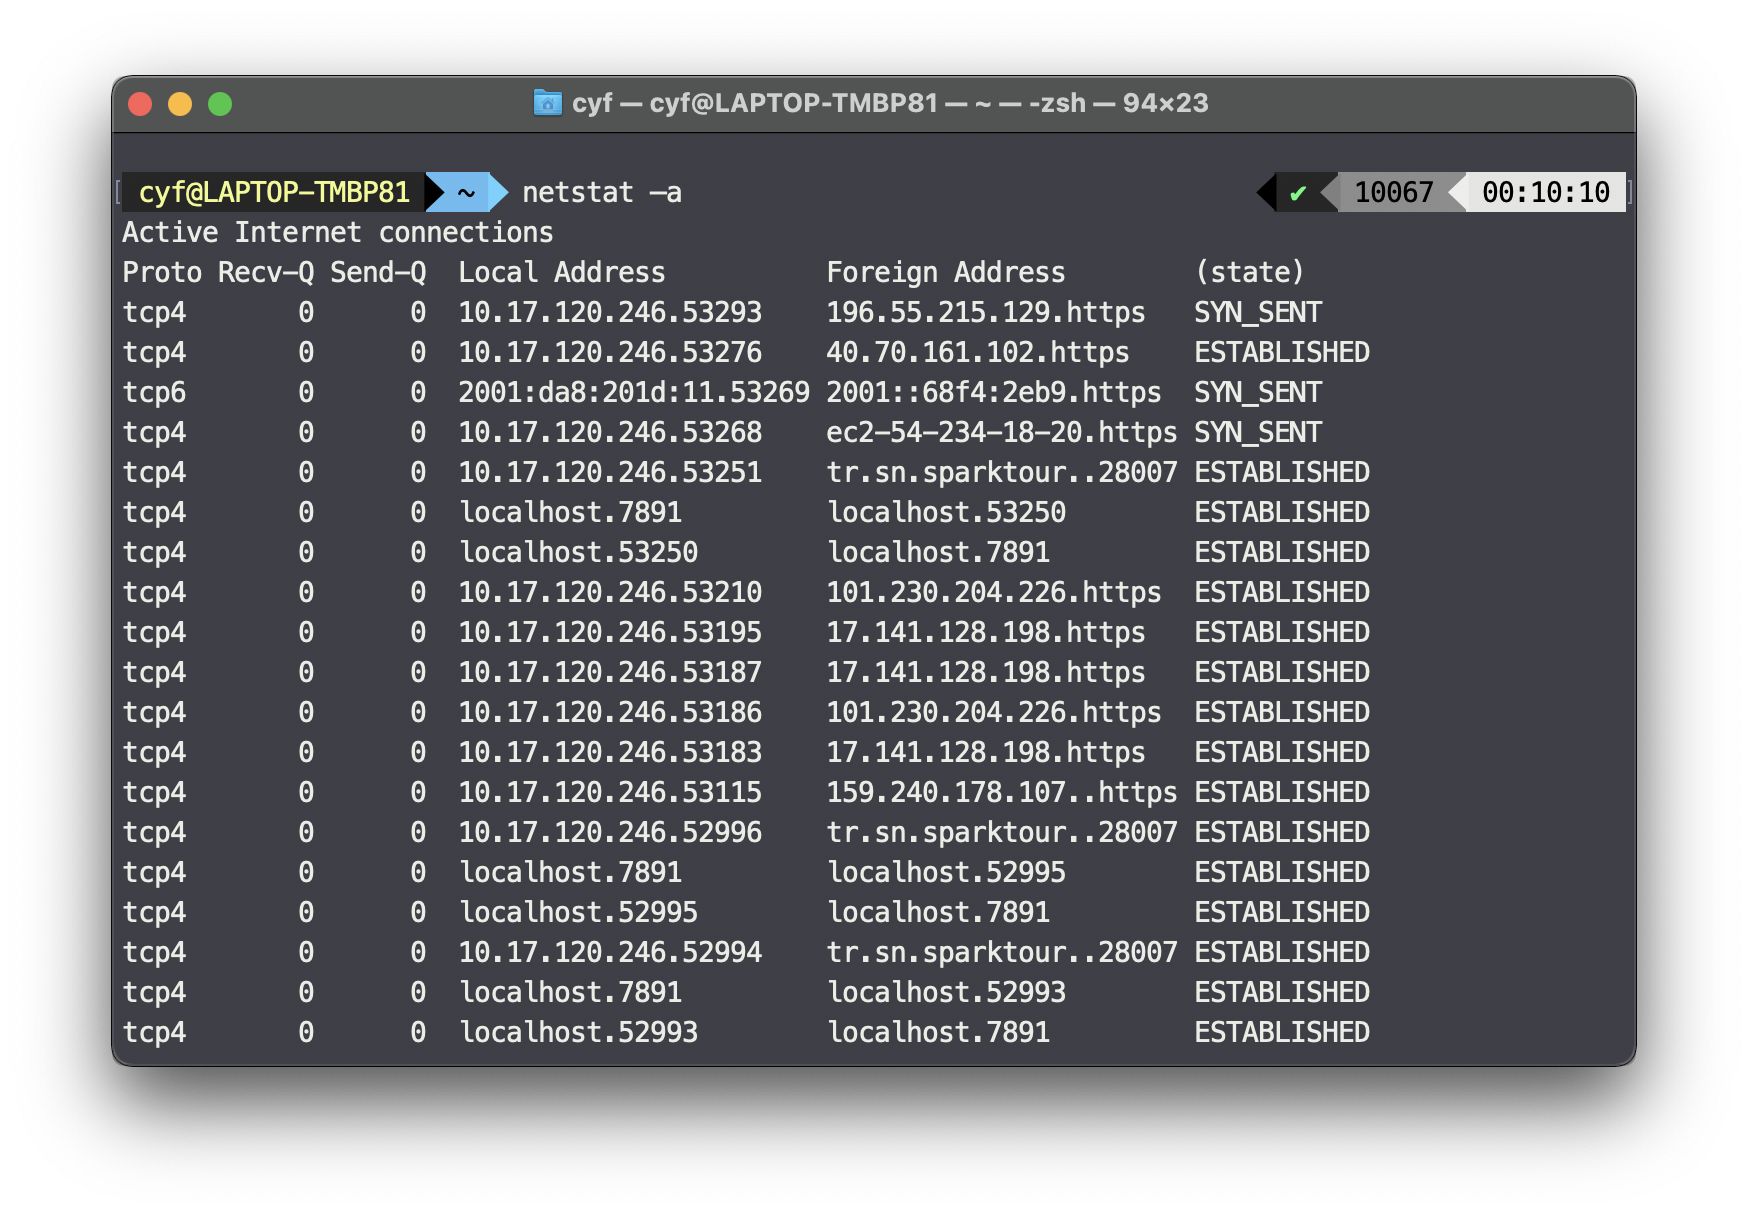 cyf — cyf@LAPTOP-TMBP81 — ~ — -zsh — 94×23
cyf@LAPTOP-TMBP81 ~ netstat -a ✔ 10067 00:10:10
Active Internet connections
Proto Recv-Q Send-Q  Local Address          Foreign Address        (state)
tcp4       0      0  10.17.120.246.53293    196.55.215.129.https   SYN_SENT
tcp4       0      0  10.17.120.246.53276    40.70.161.102.https    ESTABLISHED
tcp6       0      0  2001:da8:201d:11.53269 2001::68f4:2eb9.https  SYN_SENT
tcp4       0      0  10.17.120.246.53268    ec2-54-234-18-20.https SYN_SENT
tcp4       0      0  10.17.120.246.53251    tr.sn.sparktour..28007 ESTABLISHED
tcp4       0      0  localhost.7891         localhost.53250        ESTABLISHED
tcp4       0      0  localhost.53250        localhost.7891         ESTABLISHED
tcp4       0      0  10.17.120.246.53210    101.230.204.226.https  ESTABLISHED
tcp4       0      0  10.17.120.246.53195    17.141.128.198.https   ESTABLISHED
tcp4       0      0  10.17.120.246.53187    17.141.128.198.https   ESTABLISHED
tcp4       0      0  10.17.120.246.53186    101.230.204.226.https  ESTABLISHED
tcp4       0      0  10.17.120.246.53183    17.141.128.198.https   ESTABLISHED
tcp4       0      0  10.17.120.246.53115    159.240.178.107..https ESTABLISHED
tcp4       0      0  10.17.120.246.52996    tr.sn.sparktour..28007 ESTABLISHED
tcp4       0      0  localhost.7891         localhost.52995        ESTABLISHED
tcp4       0      0  localhost.52995        localhost.7891         ESTABLISHED
tcp4       0      0  10.17.120.246.52994    tr.sn.sparktour..28007 ESTABLISHED
tcp4       0      0  localhost.7891         localhost.52993        ESTABLISHED
tcp4       0      0  localhost.52993        localhost.7891         ESTABLISHED